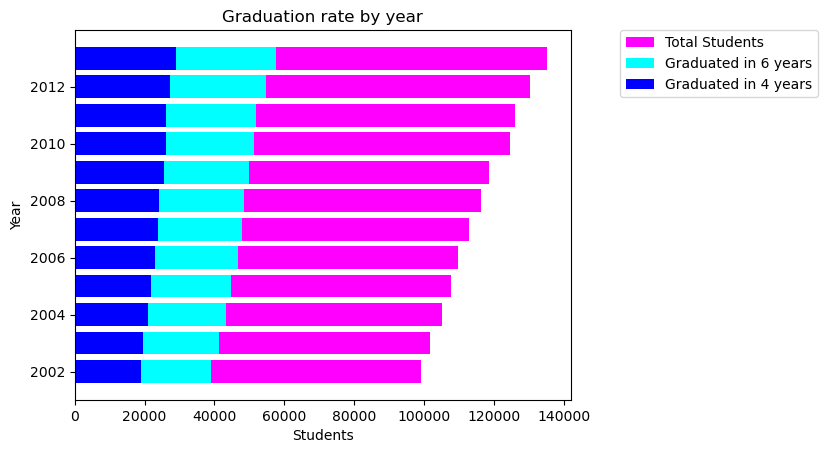 Graduation rate by year
Total Students
Graduated in 6 years
Graduated in 4 years
2012
2010
2008
2006
2004
2002
Year
0 20000 40000 60000 80000 100000 120000 140000
Students